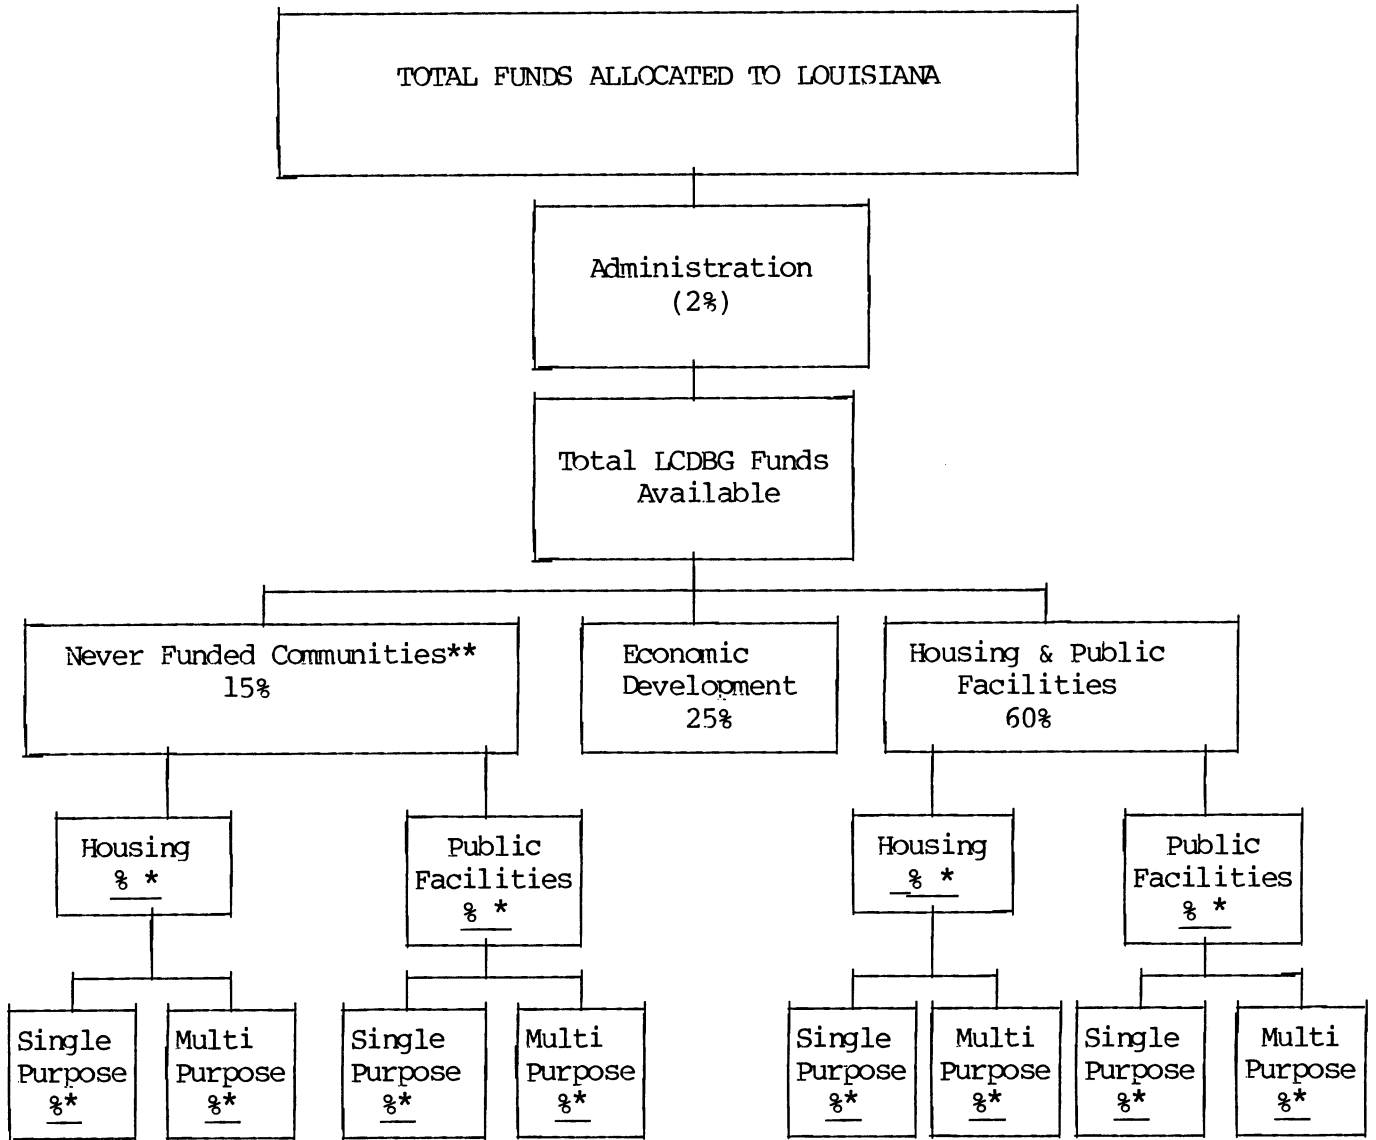 TOTAL FUNDS ALLOCATED TO LOUISIANA
Administration
(2%)
Total LCDBG Funds
Available
Never Funded Communities**
15%
Economic
Development
25%
Housing & Public
Facilities
60%
Housing
% *
Public
Facilities
% *
Housing
% *
Public
Facilities
% *
Single
Purpose
%*
Multi
Purpose
%*
Single
Purpose
%*
Multi
Purpose
%*
Single
Purpose
%*
Multi
Purpose
%*
Single
Purpose
%*
Multi
Purpose
%*